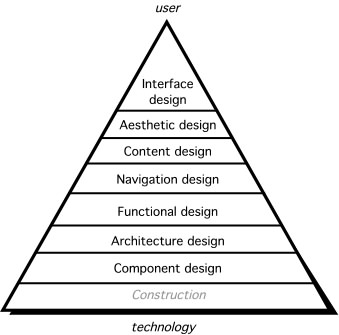 user
Interface
design
Aesthetic design
Content design
Navigation design
Functional design
Architecture design
Component design
Construction
technology